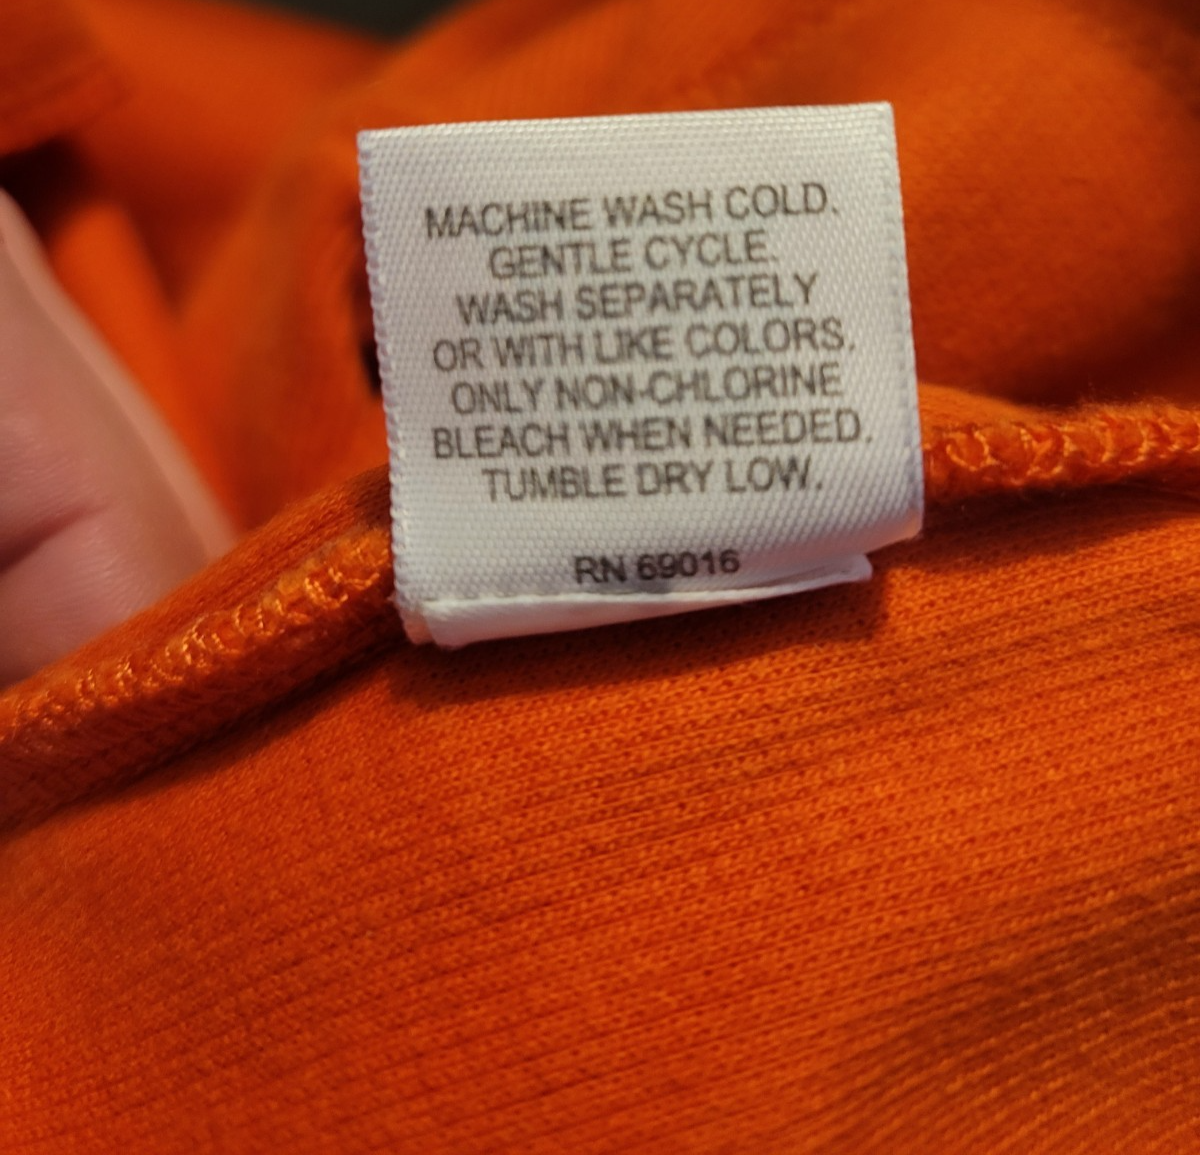 MACHINE WASH COLD.
GENTLE CYCLE.
WASH SEPARATELY
OR WITH LIKE COLORS.
ONLY NON-CHLORINE
BLEACH WHEN NEEDED.
TUMBLE DRY LOW.
RN 69016